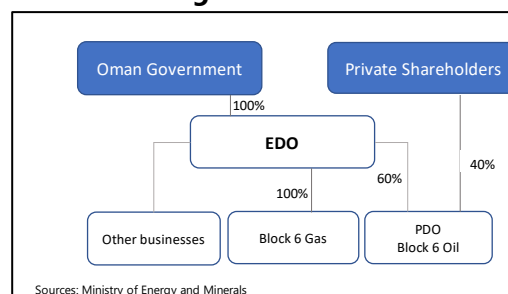 Oman Government
Private Shareholders
100%
EDO
40%
60%
100%
Other businesses
Block 6 Gas
PDO
Block 6 Oil
Sources: Ministry of Energy and Minerals